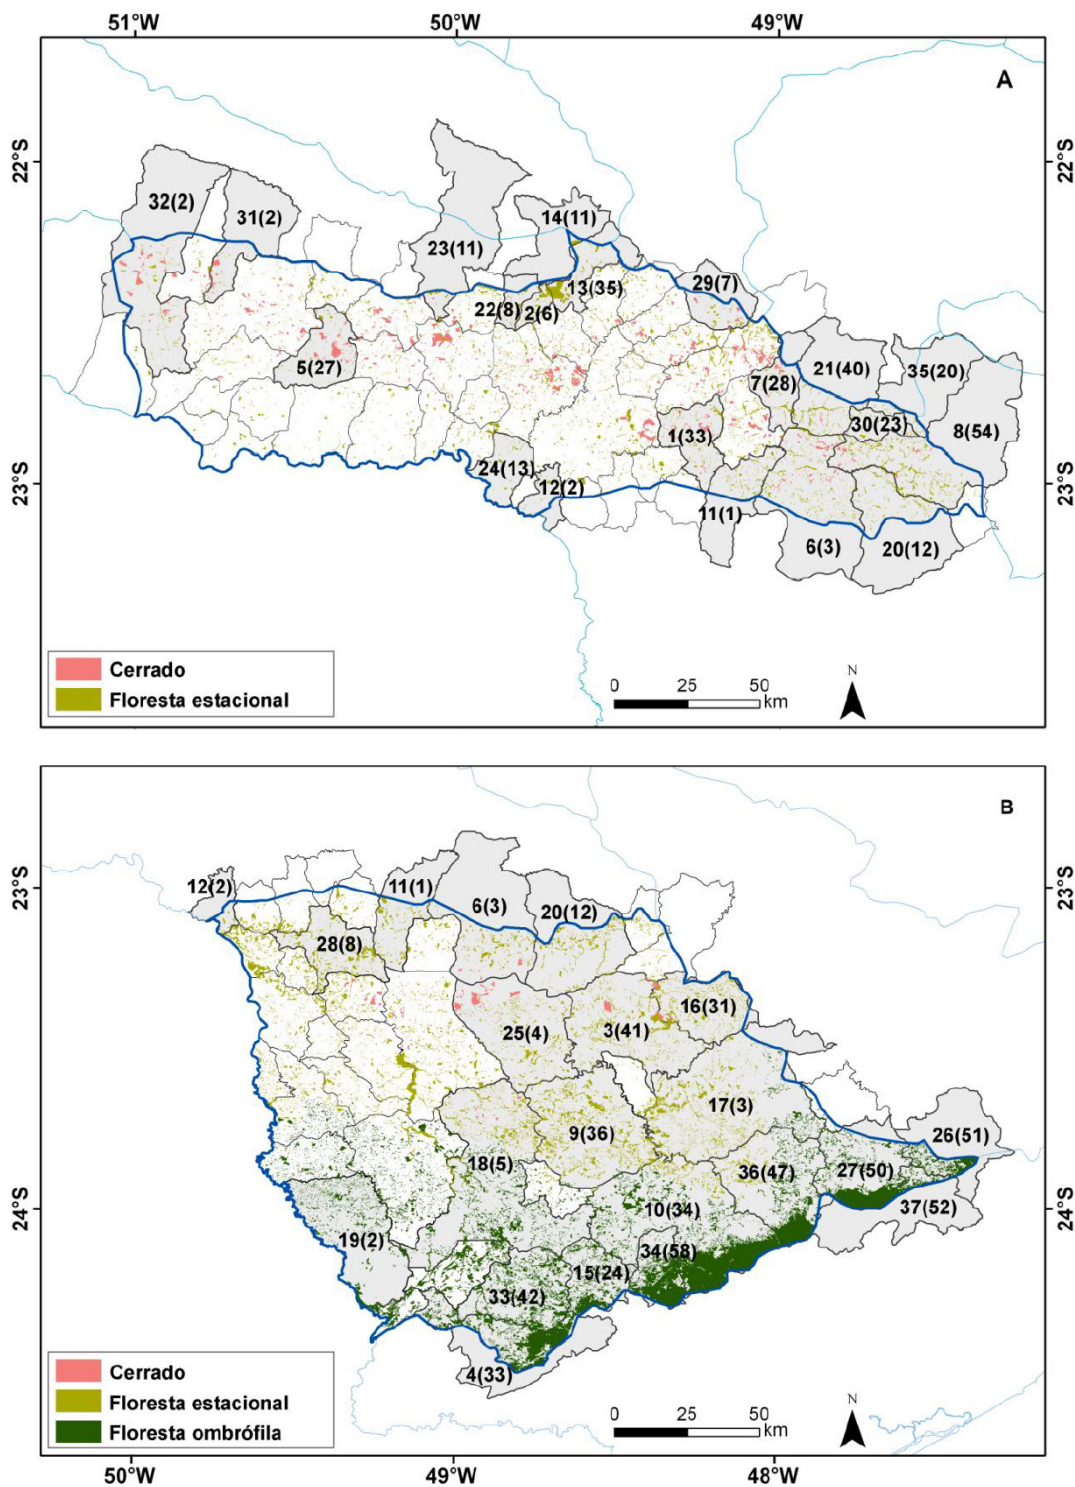 51°W 50°W 49°W
A
22°S 22°S
32(2)
31(2)
14(11)
23(11)
29(7)
13(35)
22(8) 2(6)
5(27)
21(40)
35(20)
7(28)
30(23)
1(33)
8(54)
24(13)
23°S 23°S
12(2)
11(1)
6(3)
20(12)
Cerrado
Floresta estacional
0 25 50
km
N
B
23°S 23°S
12(2)
11(1)
6(3)
20(12)
28(8)
16(31)
25(4)
3(41)
17(3)
9(36)
26(51)
18(5)
36(47)
27(50)
10(34)
37(52)
24°S 24°S
19(2)
34(58)
15(24)
33(42)
4(33)
Cerrado
Floresta estacional
Floresta ombrófila
0 25 50
km
N
50°W 49°W 48°W